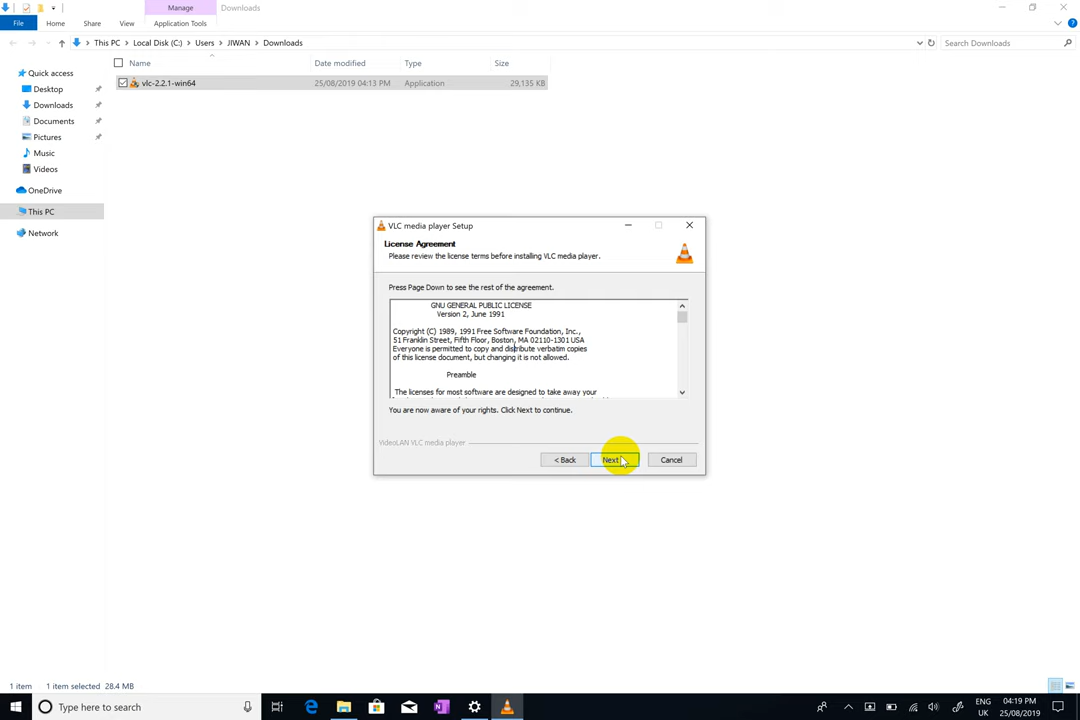 Manage
Downloads
File
Home
Share
View
Application Tools
This PC
Local Disk (C:)
Users
JIWAN
Downloads
Search Downloads
Name
Date modified
Type
Size
vlc-2.2.1-win64
25/08/2019 04:13 PM
Application
29,135 KB
Quick access
Desktop
Downloads
Documents
Pictures
Music
Videos
OneDrive
This PC
Network
VLC media player Setup
License Agreement
Please review the license terms before installing VLC media player.
Press Page Down to see the rest of the agreement.
GNU GENERAL PUBLIC LICENSE
Version 2, June 1991
Copyright (C) 1989, 1991 Free Software Foundation, Inc.,
51 Franklin Street, Fifth Floor, Boston, MA 02110-1301 USA
Everyone is permitted to copy and distribute verbatim copies
of this license document, but changing it is not allowed.
Preamble
The licenses for most software are designed to take away your
You are now aware of your rights. Click Next to continue.
VideoLAN VLC media player
< Back
Next
Cancel
1 item
1 item selected 28.4 MB
Type here to search
ENG
UK
04:19 PM
25/08/2019